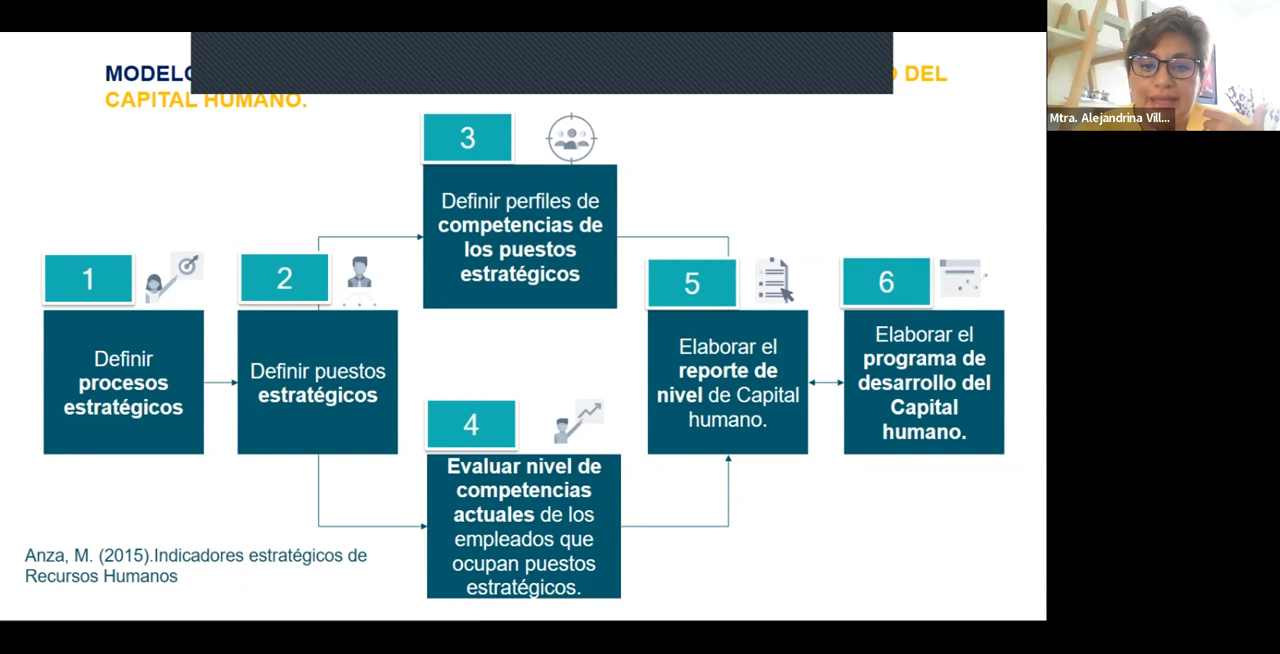 MODELO DEL
CAPITAL HUMANO.
3
Definir perfiles de
competencias de
los puestos
estratégicos
1
Definir
procesos
estratégicos
2
Definir puestos
estratégicos
4
Evaluar nivel de
competencias
actuales de los
empleados que
ocupan puestos
estratégicos.
5
Elaborar el
reporte de
nivel de Capital
humano.
6
Elaborar el
programa de
desarrollo del
Capital
humano.
Anza, M. (2015).Indicadores estratégicos de
Recursos Humanos
Mtra. Alejandrina Vill...